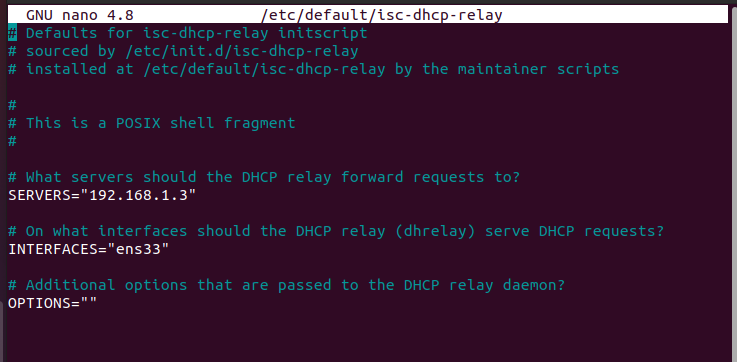 GNU nano 4.8 /etc/default/isc-dhcp-relay
# Defaults for isc-dhcp-relay initscript
# sourced by /etc/init.d/isc-dhcp-relay
# installed at /etc/default/isc-dhcp-relay by the maintainer scripts
#
# This is a POSIX shell fragment
#
# What servers should the DHCP relay forward requests to?
SERVERS="192.168.1.3"
# On what interfaces should the DHCP relay (dhrelay) serve DHCP requests?
INTERFACES="ens33"
# Additional options that are passed to the DHCP relay daemon?
OPTIONS=""